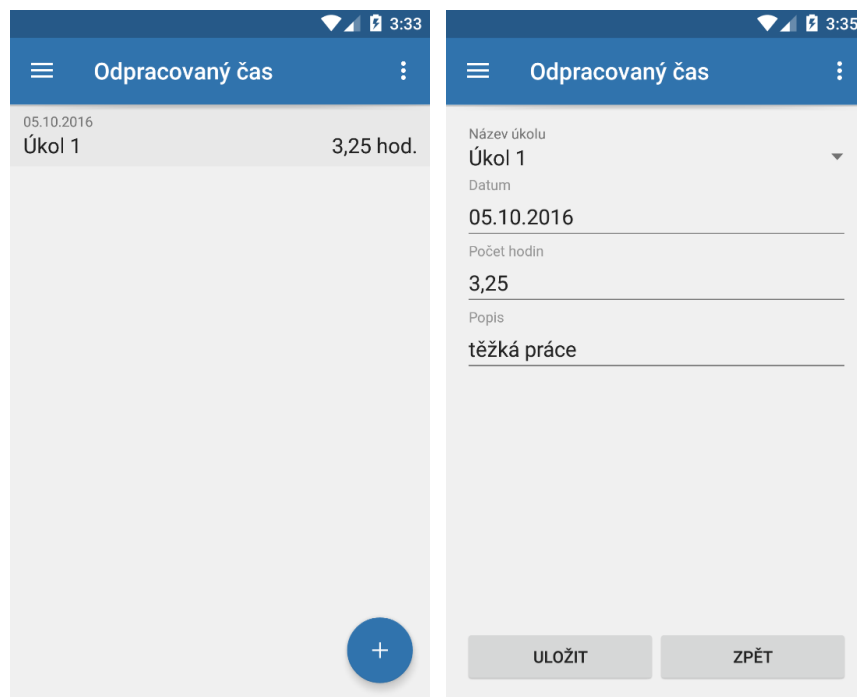 3:33
Odpracovaný čas
05.10.2016
Úkol 1 3,25 hod.
+
3:35
Odpracovaný čas
Název úkolu
Úkol 1
Datum
05.10.2016
Počet hodin
3,25
Popis
těžká práce
ULOŽIT ZPĚT